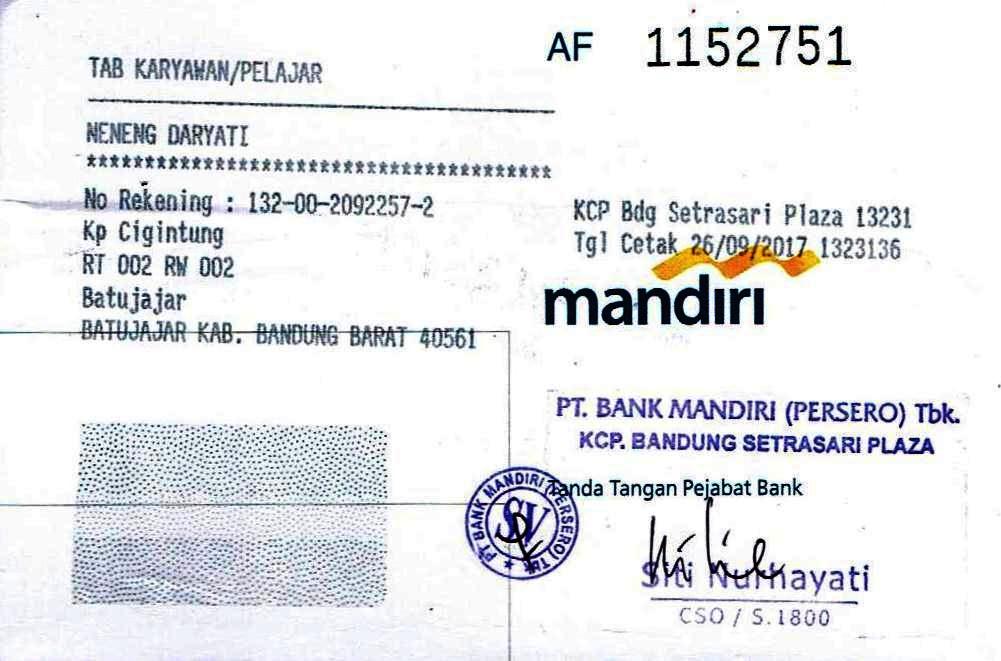 AF 1152751
TAB KARYAWAN/PELAJAR
NENENG DARYATI
****************************************
No Rekening : 132-00-2092257-2
Kp Cigintung
RT 002 RW 002
Batujajar
BATUJAJAR KAB. BANDUNG BARAT 40561
KCP Bdg Setrasari Plaza 13231
Tgl Cetak 26/09/2017 1323136
mandiri
PT. BANK MANDIRI (PERSERO) Tbk.
KCP. BANDUNG SETRASARI PLAZA
Tanda Tangan Pejabat Bank
PT BANK MANDIRI (PERSERO) Tbk
SV
Siti Nurhayati
CSO / S.1800